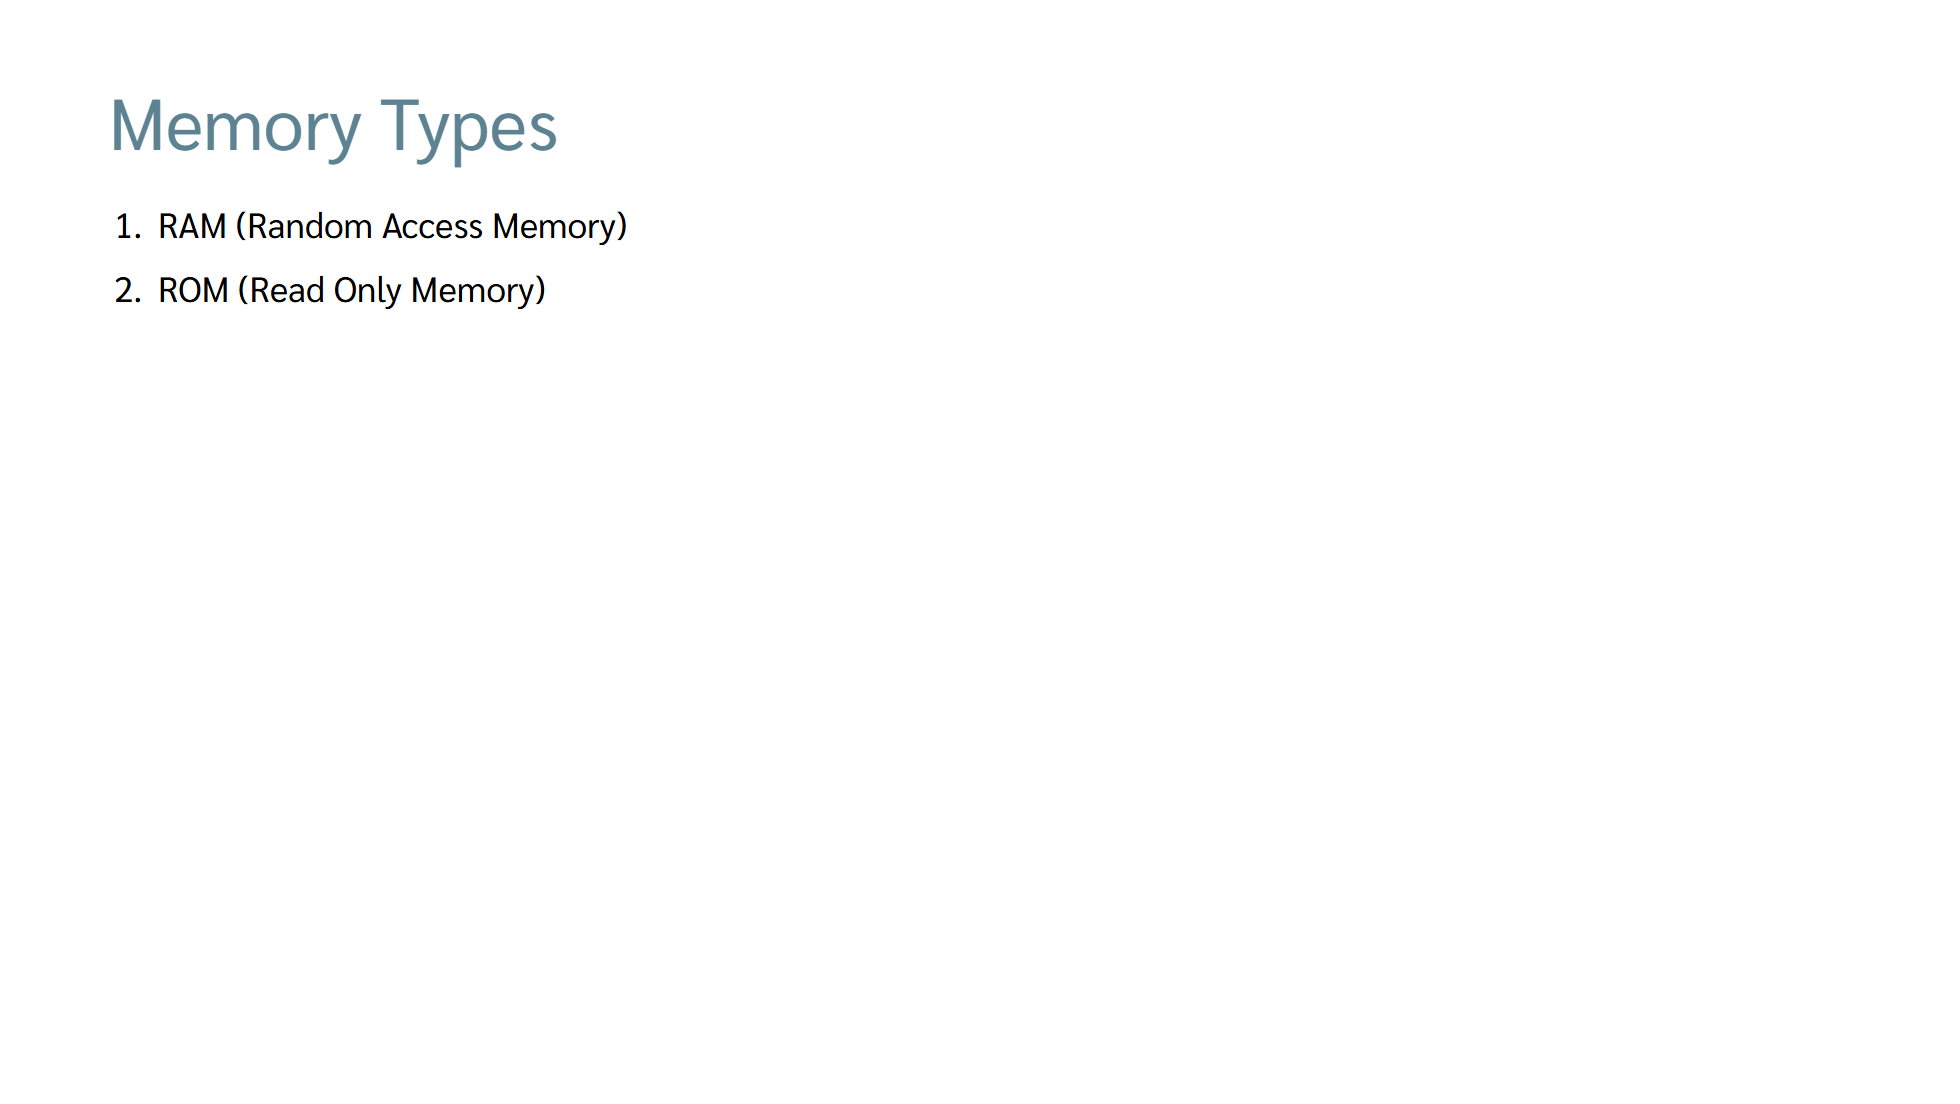 Memory Types
1. RAM (Random Access Memory)
2. ROM (Read Only Memory)